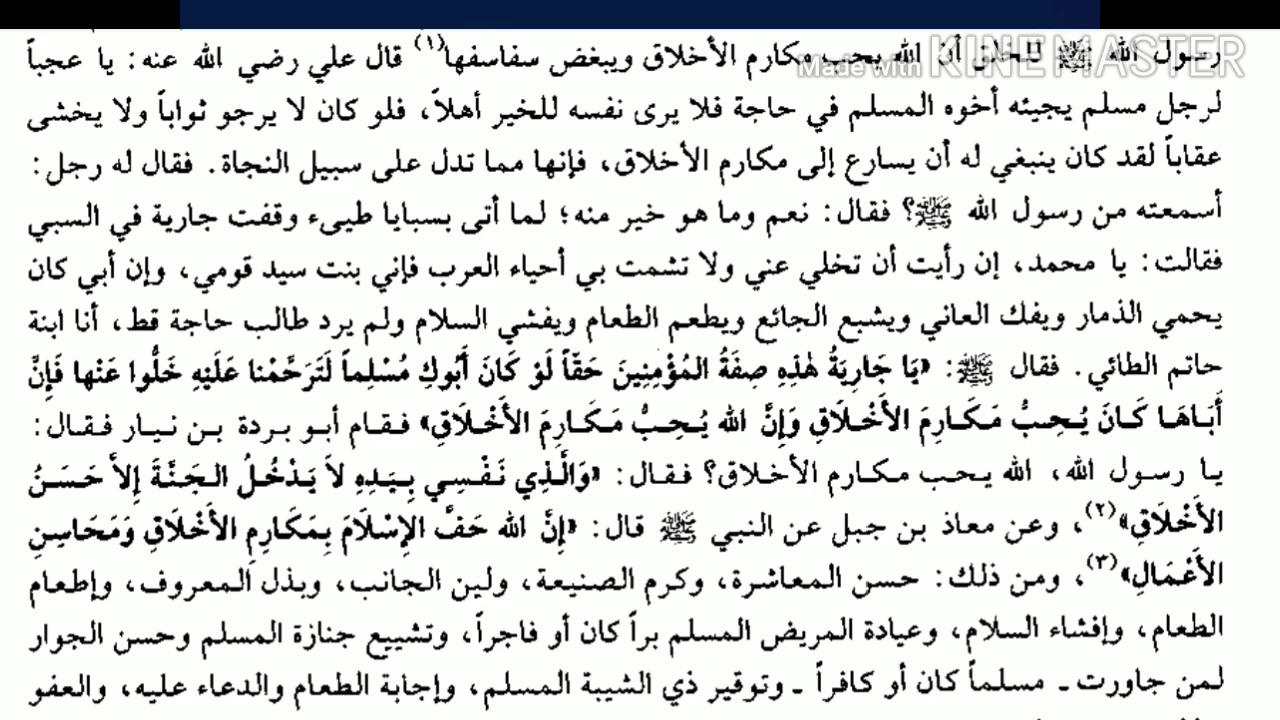 Made with KINEMASTER
رسول الله ﷺ للخلق أن الله يحب مكارم الأخلاق ويبغض سفاسفها(١) قال علي رضي الله عنه: يا عجباً
لرجل مسلم يجيئه أخوه المسلم في حاجة فلا يرى نفسه للخير أهلاً، فلو كان لا يرجو ثواباً ولا يخشى
عقاباً لقد كان ينبغي له أن يسارع إلى مكارم الأخلاق، فإنها مما تدل على سبيل النجاة. فقال له رجل:
أسمعته من رسول الله ﷺ؟ فقال: نعم وما هو خير منه؛ لما أتى بسبايا طيىء وقفت جارية في السبي
فقالت: يا محمد، إن رأيت أن تخلي عني ولا تشمت بي أحياء العرب فإني بنت سيد قومي، وإن أبي كان
يحمي الذمار ويفك العاني ويشبع الجائع ويطعم الطعام ويفشي السلام ولم يرد طالب حاجة قط، أنا ابنة
حاتم الطائي. فقال ﷺ: «يَا جَارِيَةُ هٰذِهِ صِفَةُ المُؤْمِنِينَ حَقّاً لَوْ كَانَ أَبُوكِ مُسْلِماً لَتَرَحَّمْنا عَلَيْهِ خَلُّوا عَنْها فَإِنَّ
أَبَاهَا كَانَ يُحِبُّ مَكَارِمَ الأَخْلَاقِ وَإِنَّ الله يُحِبُّ مَكَارِمَ الأَخْلَاقِ» فقام أبو بردة بن نيار فقال:
يا رسول الله، الله يحب مكارم الأخلاق؟ فقال: «وَالَّذِي نَفْسِي بِيَدِهِ لاَ يَدْخُلُ الجَنَّةَ إِلاَّ حَسَنُ
الأَخْلَاقِ»(٢)، وعن معاذ بن جبل عن النبي ﷺ قال: «إِنَّ الله حَفَّ الإِسْلَامَ بِمَكَارِمِ الأَخْلَاقِ وَمَحَاسِنِ
الأَعْمَالِ»(٣)، ومن ذلك: حسن المعاشرة، وكرم الصنيعة، ولين الجانب، وبذل المعروف، وإطعام
الطعام، وإفشاء السلام، وعيادة المريض المسلم براً كان أو فاجراً، وتشييع جنازة المسلم وحسن الجوار
لمن جاورت ـ مسلماً كان أو كافراً ـ وتوقير ذي الشيبة المسلم، وإجابة الطعام والدعاء عليه، والعفو